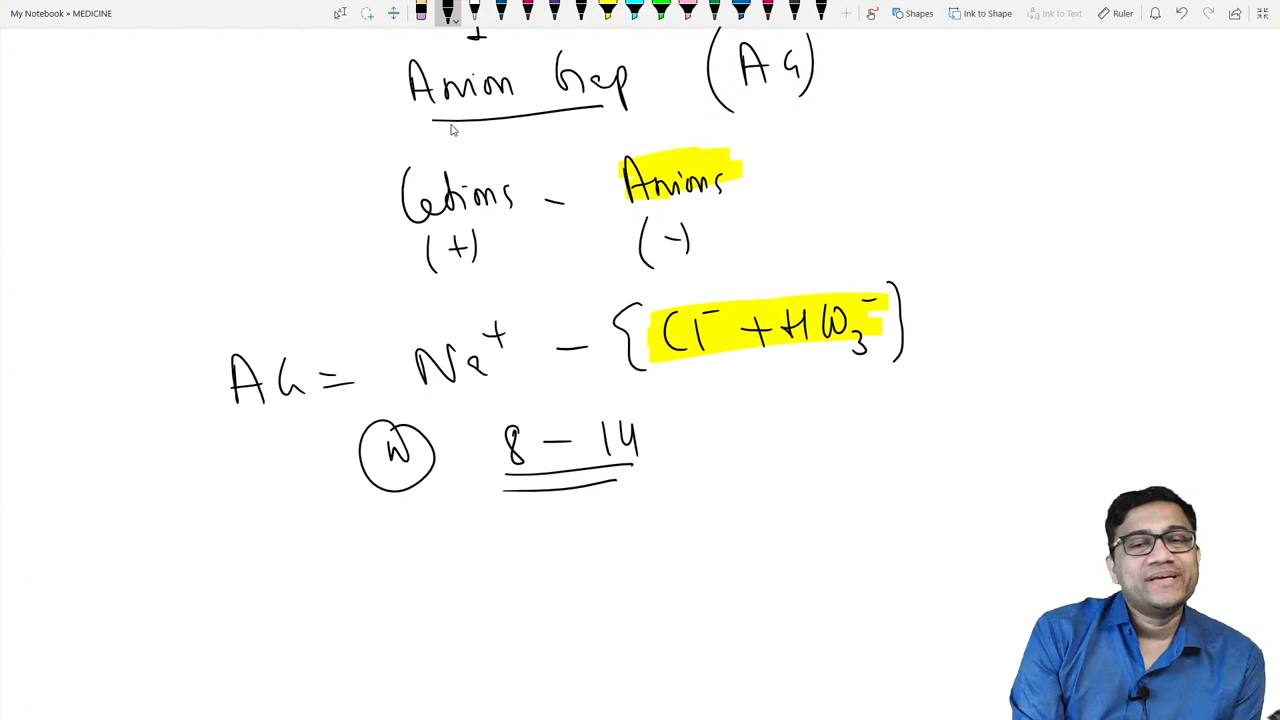 My Notebook » MEDICINE
Shapes Ink to Shape Ink to Text Ruler
Anion Gap (AG)
Cations - Anions
(+) (-)
AG = Na⁺ - {Cl⁻ + HCO₃⁻}
N 8 - 14